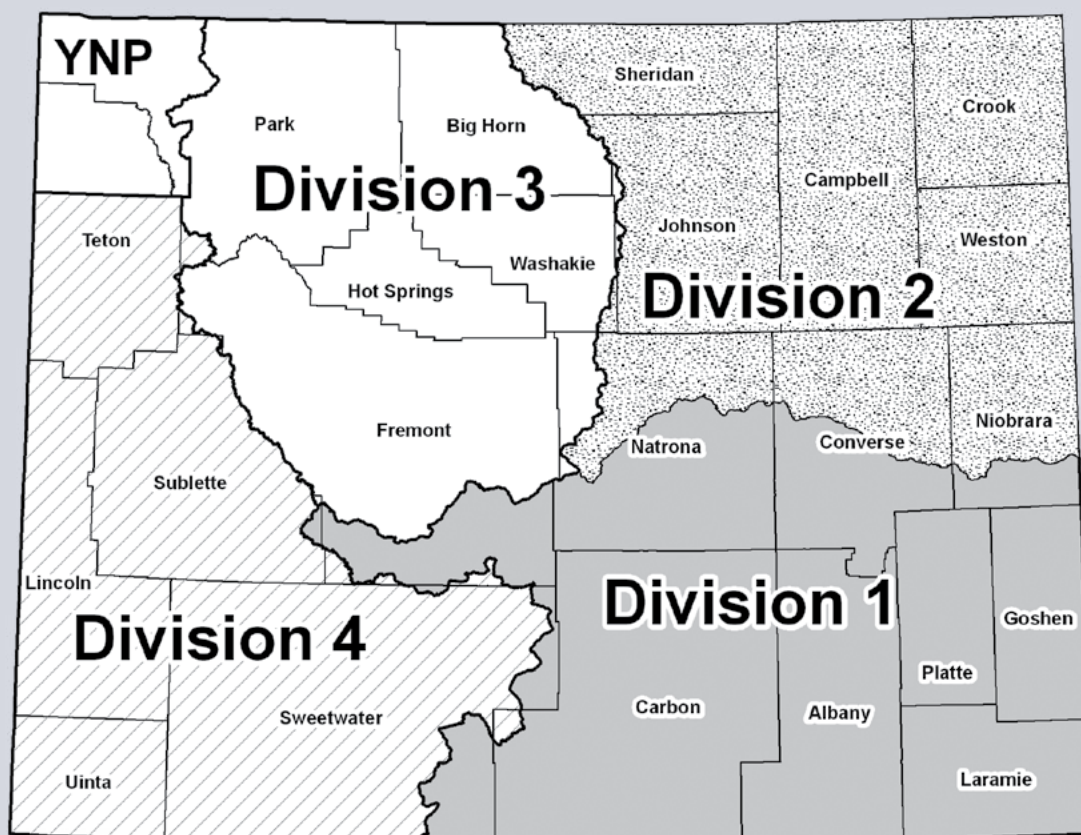 YNP
Sheridan
Crook
Park
Big Horn
Campbell
Division 3
Johnson
Teton
Weston
Washakie
Hot Springs
Division 2
Niobrara
Fremont
Natrona
Converse
Sublette
Lincoln
Division 1
Goshen
Division 4
Platte
Carbon
Albany
Sweetwater
Uinta
Laramie